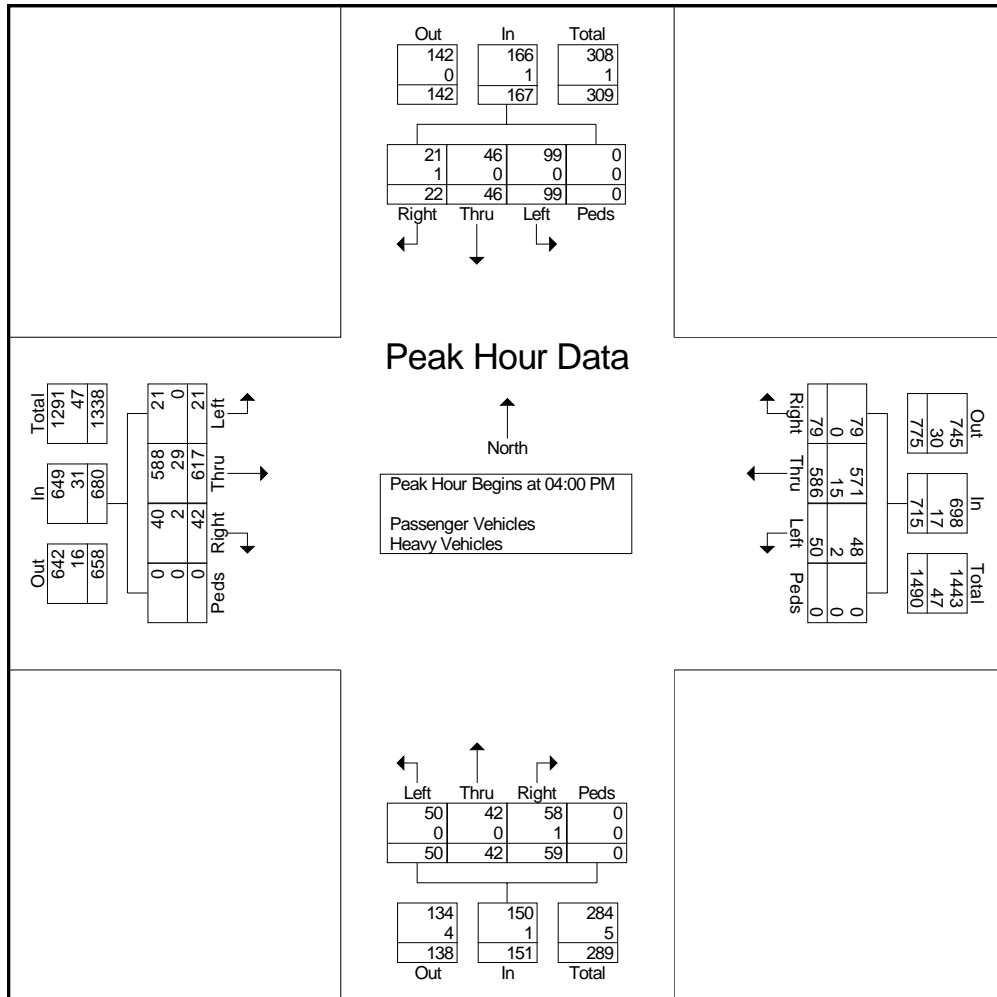 Out In Total
142 166 308
0 1 1
142 167 309
21 46 99 0
1 0 0 0
22 46 99 0
Right Thru Left Peds
Peak Hour Data
North
Peak Hour Begins at 04:00 PM
Passenger Vehicles
Heavy Vehicles
Out In Total
642 649 1291
16 31 47
658 680 1338
0 40 588 21
0 2 29 0
0 42 617 21
Peds Right Thru Left
Out In Total
745 698 1443
30 17 47
775 715 1490
79 571 48 0
0 15 2 0
79 586 50 0
Right Thru Left Peds
Left Thru Right Peds
50 42 58 0
0 0 1 0
50 42 59 0
134 150 284
4 1 5
138 151 289
Out In Total